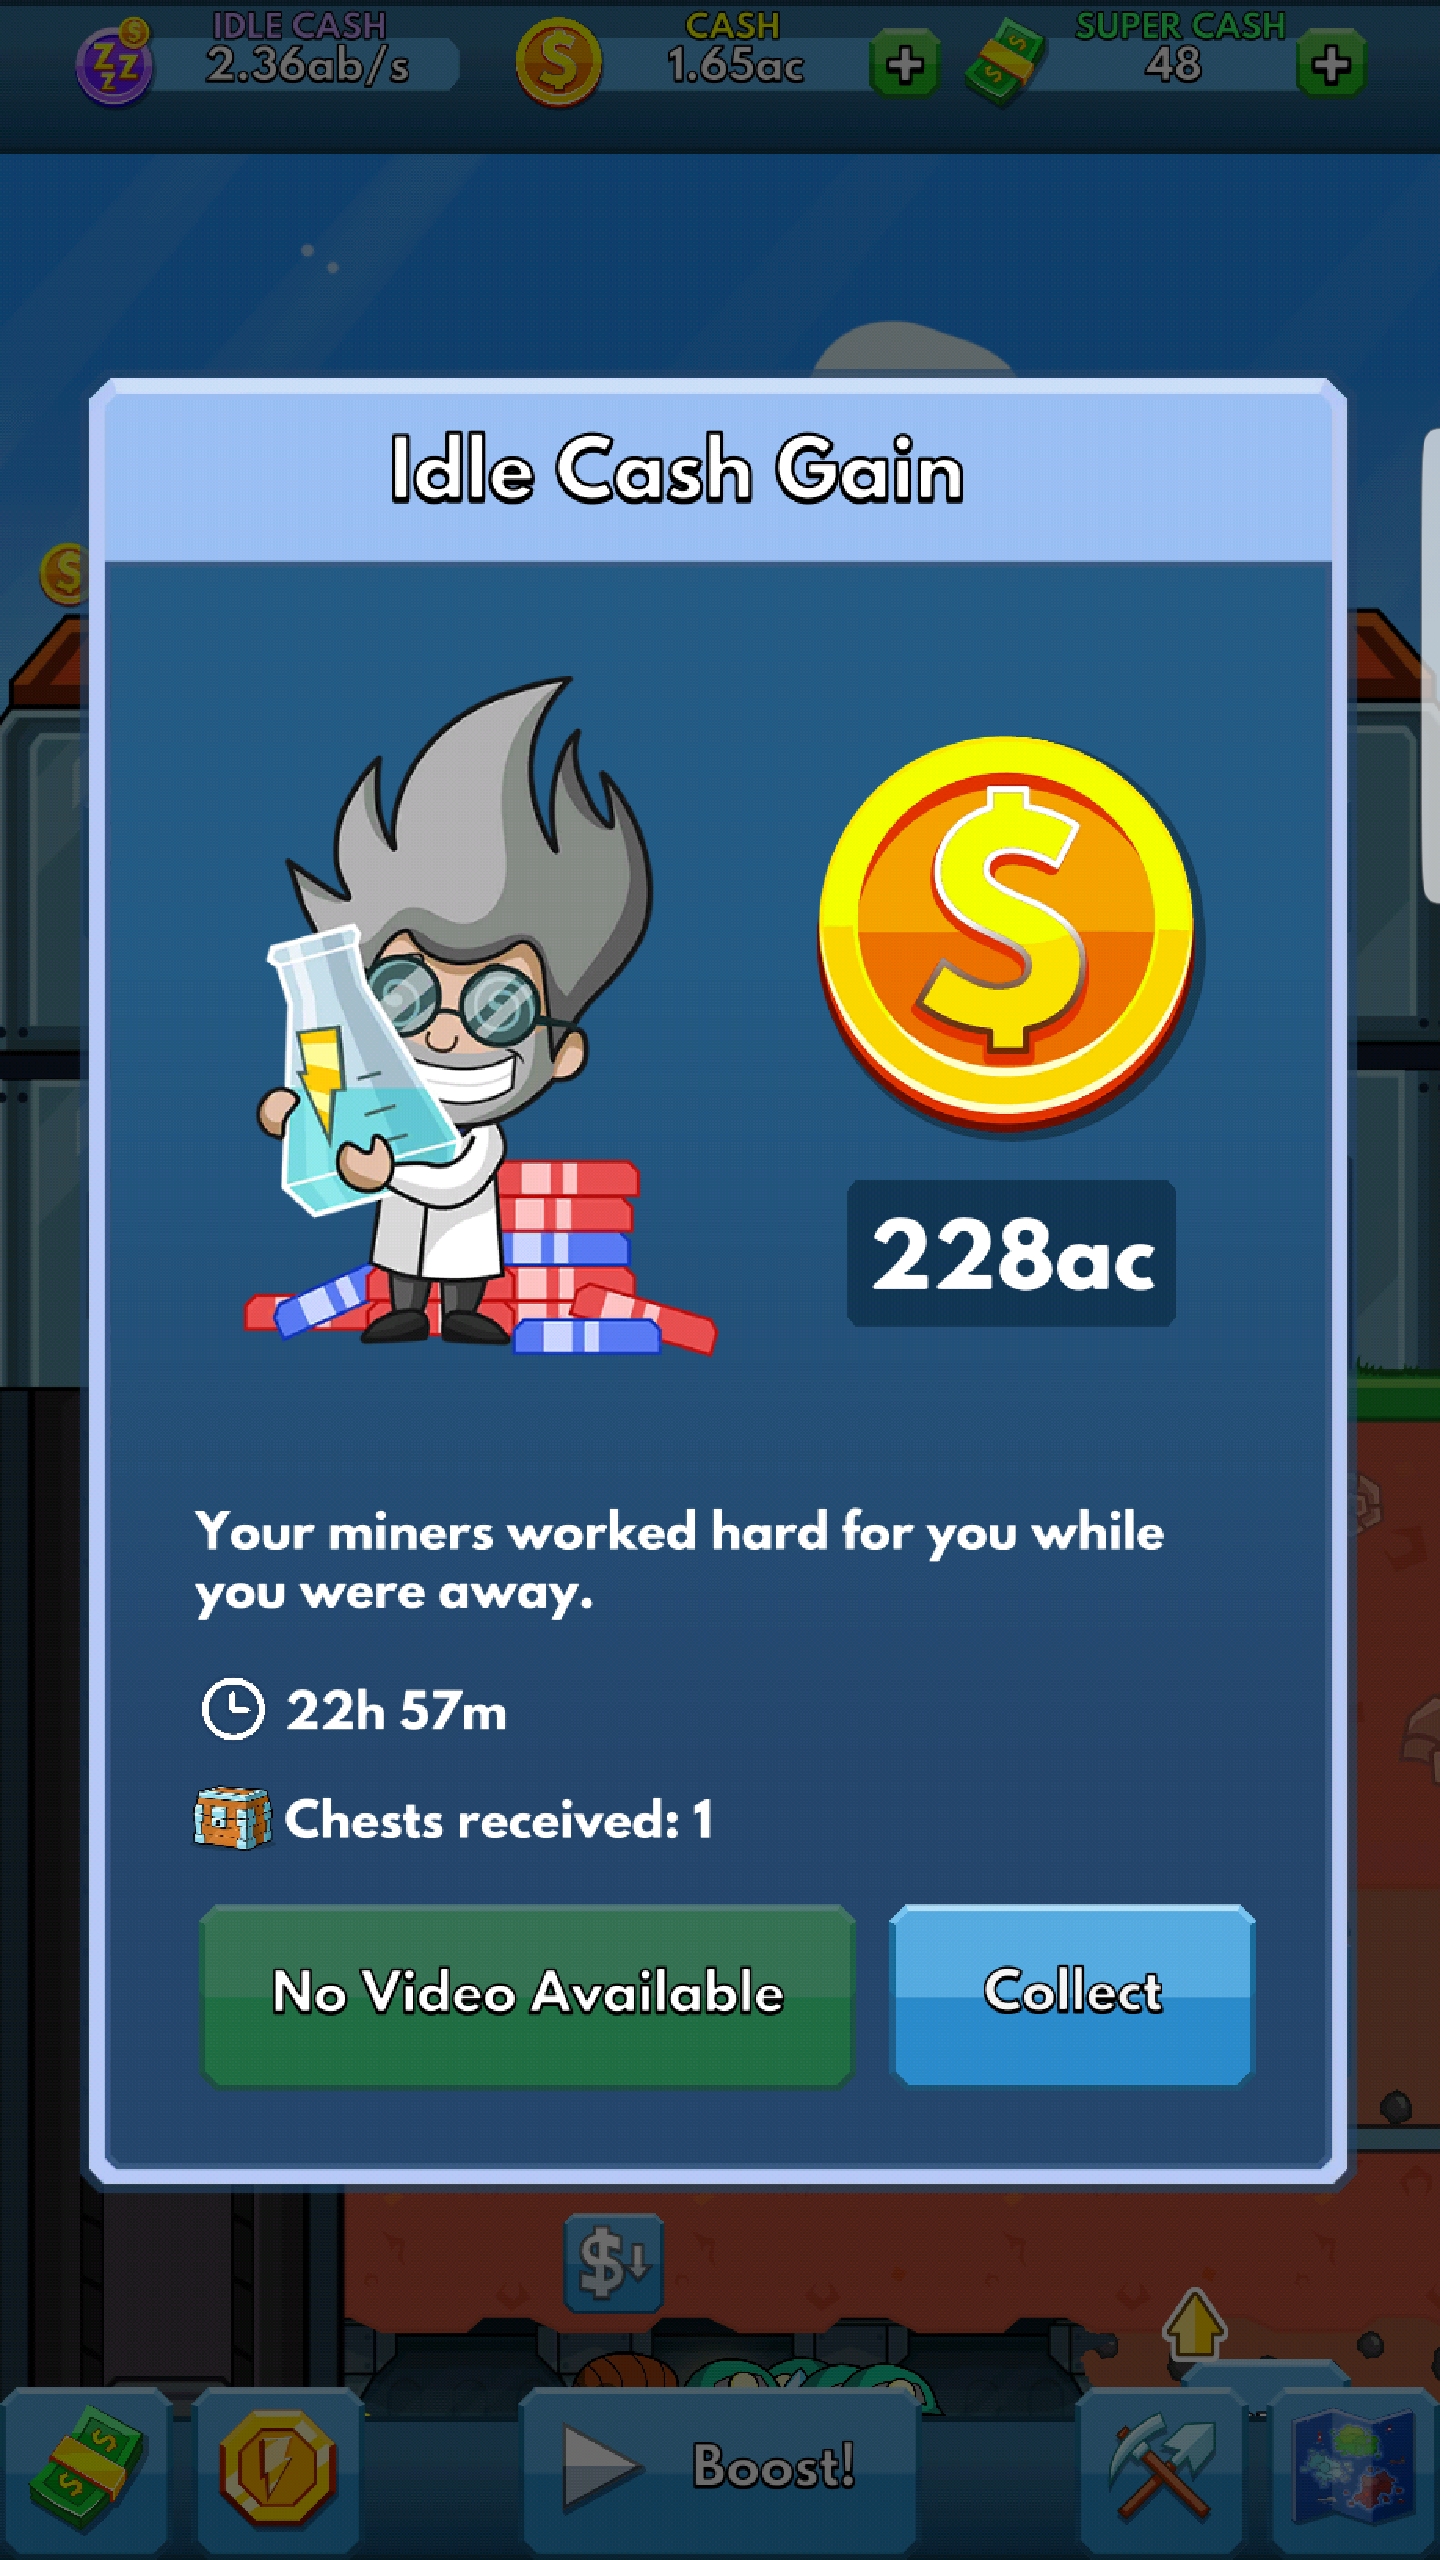 IDLE CASH
2.36ab/s
CASH
1.65ac
SUPER CASH
48
Idle Cash Gain
228ac
Your miners worked hard for you while
you were away.
22h 57m
Chests received: 1
No Video Available
Collect
Boost!